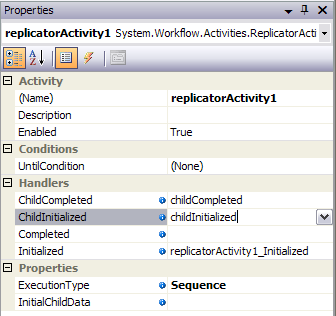 Properties
replicatorActivity1 System.Workflow.Activities.ReplicatorActi
Activity
(Name) replicatorActivity1
Description
Enabled True
Conditions
UntilCondition (None)
Handlers
ChildCompleted childCompleted
ChildInitialized childInitialized
Completed
Initialized replicatorActivity1_Initialized
Properties
ExecutionType Sequence
InitialChildData